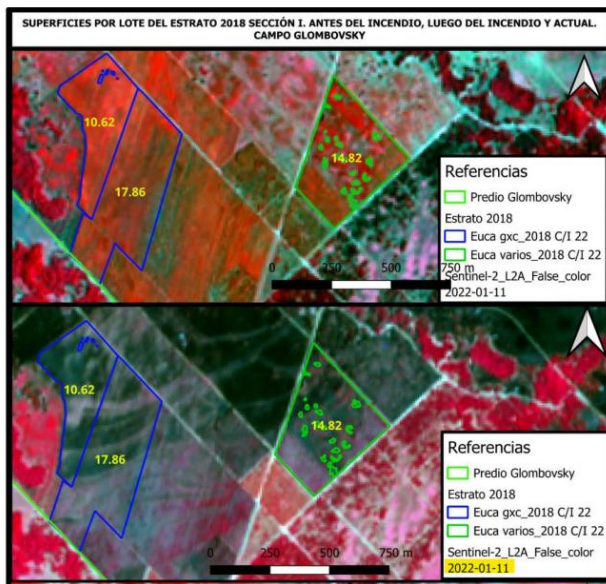 SUPERFICIES POR LOTE DEL ESTRATO 2018 SECCIÓN I. ANTES DEL INCENDIO, LUEGO DEL INCENDIO Y ACTUAL.
CAMPO GLOMBOVSKY
10.62
17.86
14.82
Referencias
Predio Glombovsky
Estrato 2018
Euca gxc_2018 C/I 22
Euca varios_2018 C/I 22
Sentinel-2_L2A_False_color
2022-01-11
0 250 500 750 m
10.62
17.86
14.82
Referencias
Predio Glombovsky
Estrato 2018
Euca gxc_2018 C/I 22
Euca varios_2018 C/I 22
Sentinel-2_L2A_False_color
2022-01-11
0 250 500 750 m